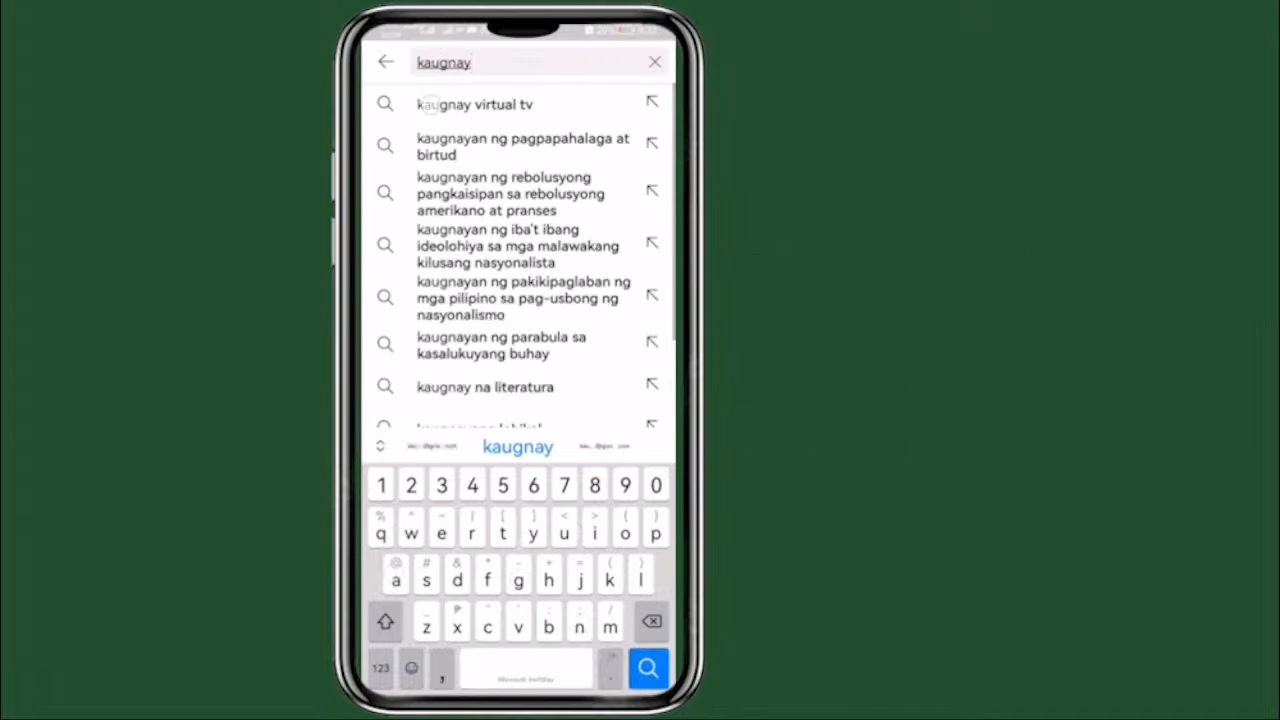 kaugnay
kaugnay virtual tv
kaugnayan ng pagpapahalaga at
birtud
kaugnayan ng rebolusyong
pangkaisipan sa rebolusyong
amerikano at pranses
kaugnayan ng iba't ibang
ideolohiya sa mga malawakang
kilusang nasyonalista
kaugnayan ng pakikipaglaban ng
mga pilipino sa pag-usbong ng
nasyonalismo
kaugnayan ng parabula sa
kasalukuyang buhay
kaugnay na literatura
kaugnay
1 2 3 4 5 6 7 8 9 0
q w e r t y u i o p
a s d f g h j k l
z x c v b n m
123 , .
Microsoft SwiftKey